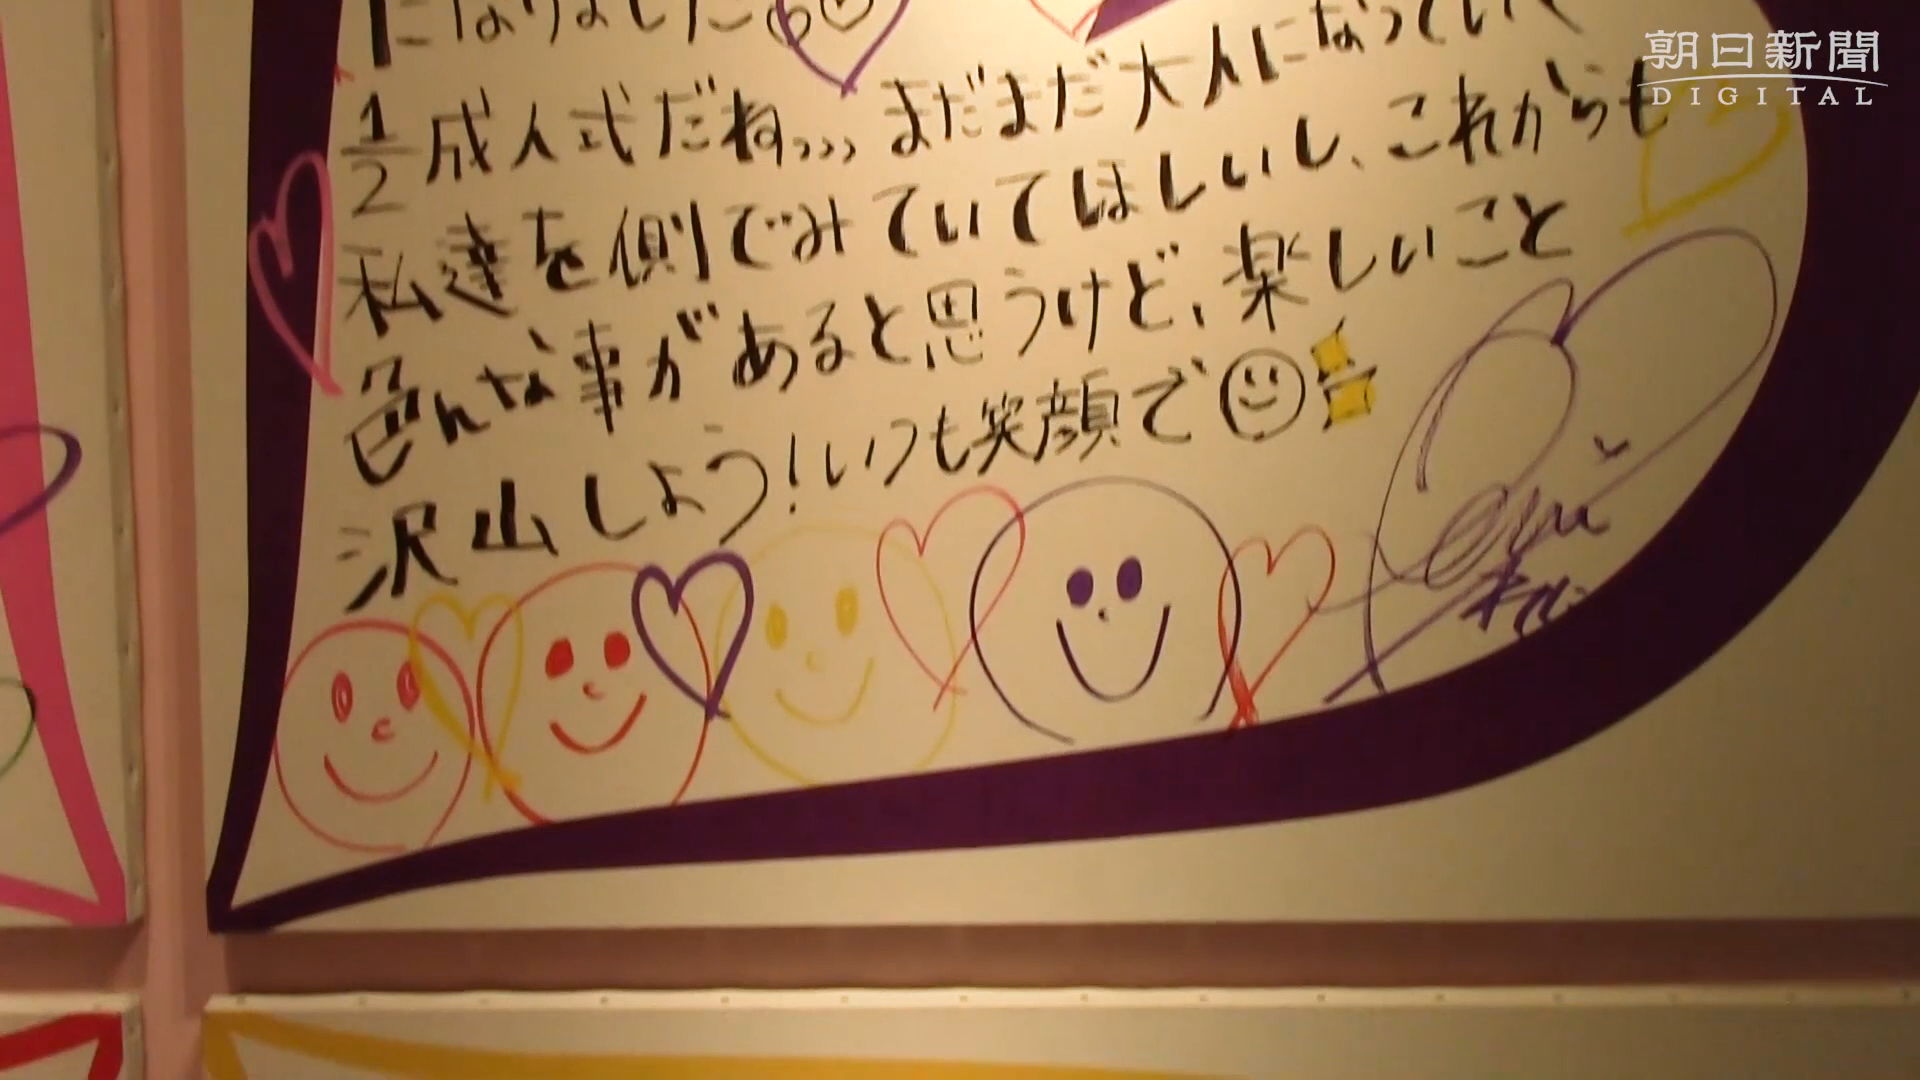 になりました
1/2成人式だね,,,まだまだ大人になっていく
私達を側でみていてほしいし、これからも
色んな事があると思うけど、楽しいこと
沢山しよう!いつも笑顔で
朝日新聞
DIGITAL